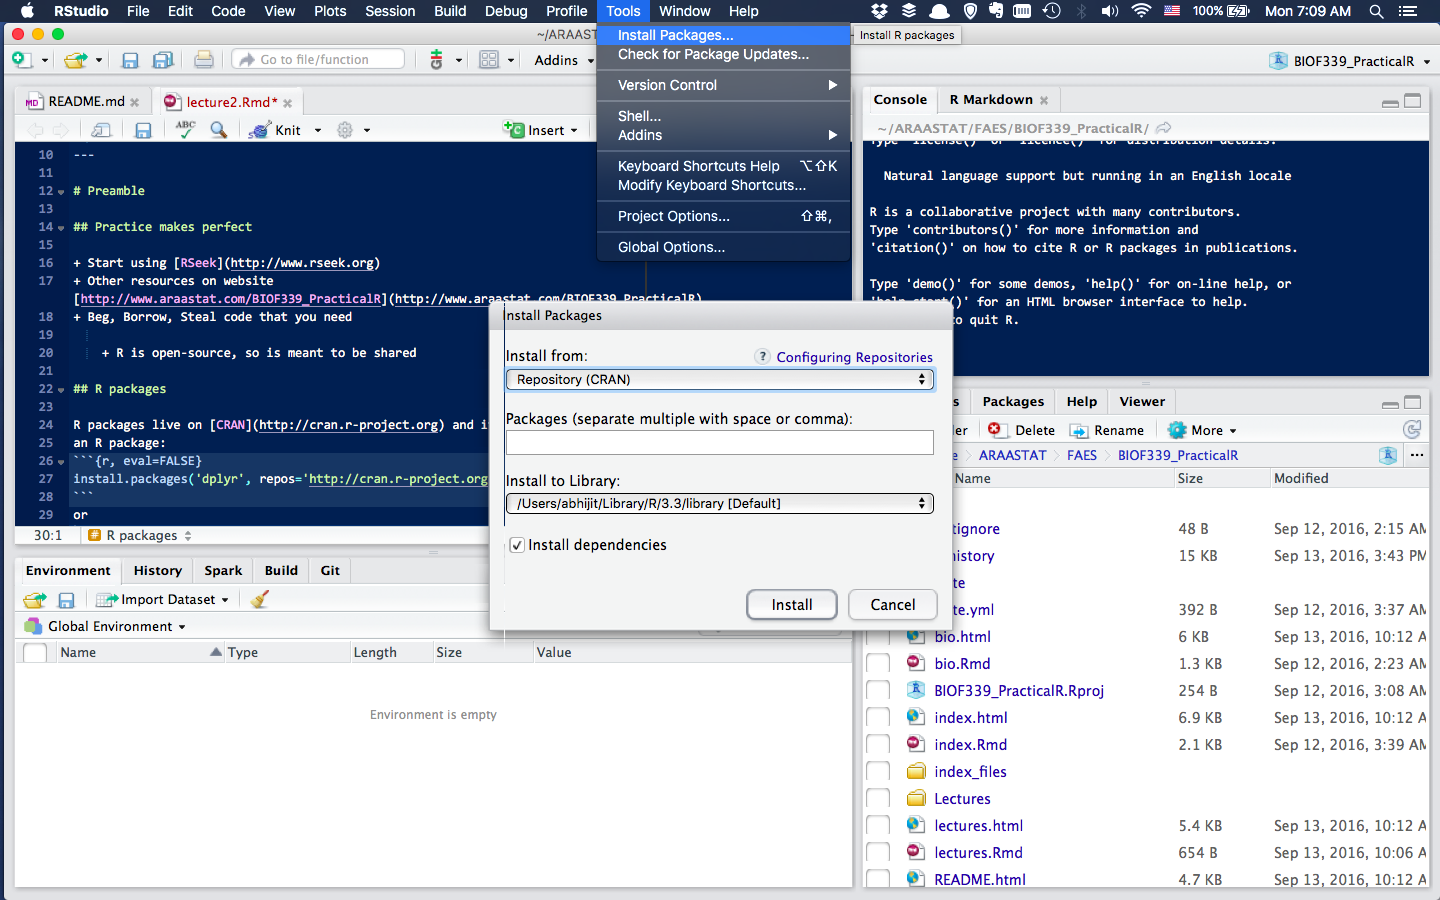 RStudio File Edit Code View Plots Session Build Debug Profile Tools Window Help 100% Mon 7:09 AM
~/ARAAST
Install R packages
Go to file/function
Addins
BIOF339_PracticalR
Install Packages...
Check for Package Updates...
Version Control
Shell...
Addins
Keyboard Shortcuts Help ⌥⇧K
Modify Keyboard Shortcuts...
Project Options... ⇧⌘,
Global Options...
MD README.md
lecture2.Rmd*
ABC Knit Insert
10 ---
11
12 # Preamble
13
14 ## Practice makes perfect
15
16 + Start using [RSeek](http://www.rseek.org)
17 + Other resources on website
[http://www.araastat.com/BIOF339_PracticalR](http://www.araastat.com/BIOF339_PracticalR)
18 + Beg, Borrow, Steal code that you need
19
20 + R is open-source, so is meant to be shared
21
22 ## R packages
23
24 R packages live on [CRAN](http://cran.r-project.org) and i
25 an R package:
26 ```{r, eval=FALSE}
27 install.packages('dplyr', repos='http://cran.r-project.org
28 ```
29 or
30:1 # R packages
Console R Markdown
~/ARAASTAT/FAES/BIOF339_PracticalR/
Type 'license()' or 'licence()' for distribution details.
Natural language support but running in an English locale
R is a collaborative project with many contributors.
Type 'contributors()' for more information and
'citation()' on how to cite R or R packages in publications.
Type 'demo()' for some demos, 'help()' for on-line help, or
'help.start()' for an HTML browser interface to help.
o quit R.
Install Packages
Install from: ? Configuring Repositories
Repository (CRAN)
Packages (separate multiple with space or comma):
Install to Library:
/Users/abhijit/Library/R/3.3/library [Default]
Install dependencies
Install Cancel
Environment History Spark Build Git
Import Dataset
Global Environment
Name Type Length Size Value
Environment is empty
s Packages Help Viewer
er Delete Rename More
e ARAASTAT FAES BIOF339_PracticalR ...
Name Size Modified
tignore 48 B Sep 12, 2016, 2:15 AM
istory 15 KB Sep 13, 2016, 3:43 PM
te
te.yml 392 B Sep 12, 2016, 3:37 AM
bio.html 6 KB Sep 13, 2016, 10:12 A
bio.Rmd 1.3 KB Sep 12, 2016, 2:23 AM
BIOF339_PracticalR.Rproj 254 B Sep 12, 2016, 3:08 AM
index.html 6.9 KB Sep 13, 2016, 10:12 A
index.Rmd 2.1 KB Sep 12, 2016, 3:39 AM
index_files
Lectures
lectures.html 5.4 KB Sep 13, 2016, 10:12 A
lectures.Rmd 654 B Sep 13, 2016, 10:06 A
README.html 4.7 KB Sep 13, 2016, 10:12 A